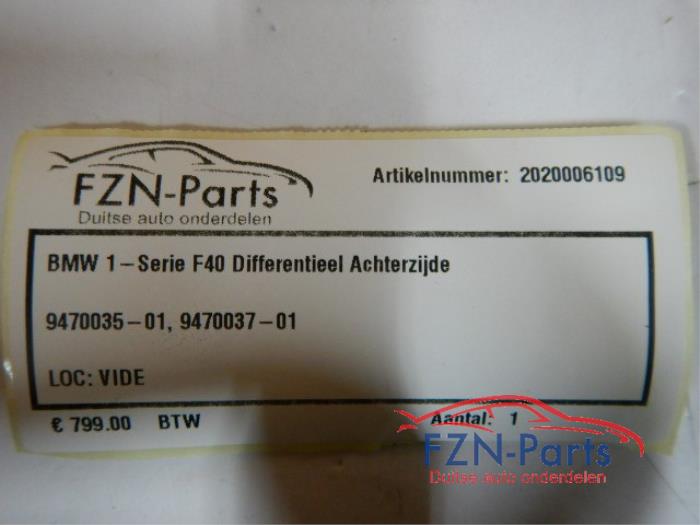 FZN-Parts
Duitse auto onderdelen
Artikelnummer: 2020006109
BMW 1-Serie F40 Differentieel Achterzijde
9470035-01, 9470037-01
LOC: VIDE
€ 799.00 BTW
Aantal: 1
FZN-Parts
Duitse auto onderdelen